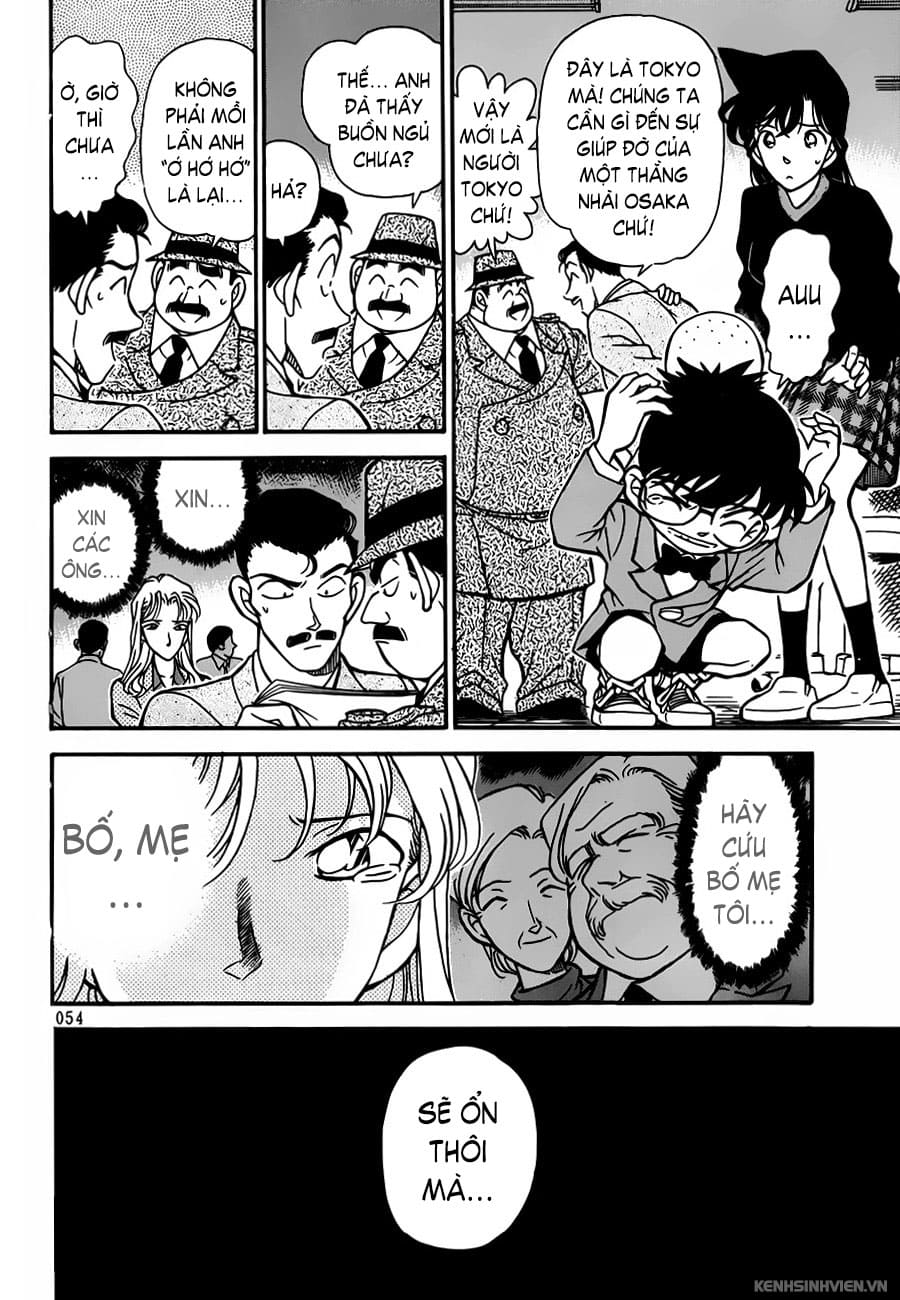 ĐÂY LÀ TOKYO
MÀ! CHÚNG TA
CẦN GÌ ĐẾN SỰ
GIÚP ĐỠ CỦA
MỘT THẰNG
NHÃI OSAKA
CHỨ!
VẬY
MỚI LÀ
NGƯỜI
TOKYO
CHỨ!
AUU
...
THẾ... ANH
ĐÃ THẤY
BUỒN NGỦ
CHƯA?
HẢ?
KHÔNG
PHẢI MỖI
LẦN ANH
"Ớ HỚ HỚ"
LÀ LẠI...
Ờ, GIỜ
THÌ
CHƯA
...
XIN...
XIN
CÁC
ÔNG...
HÃY
CỨU
BỐ MẸ
TÔI...
BỐ, MẸ
...
054
SẼ ỔN
THÔI
MÀ...
KENHSINHVIEN.VN